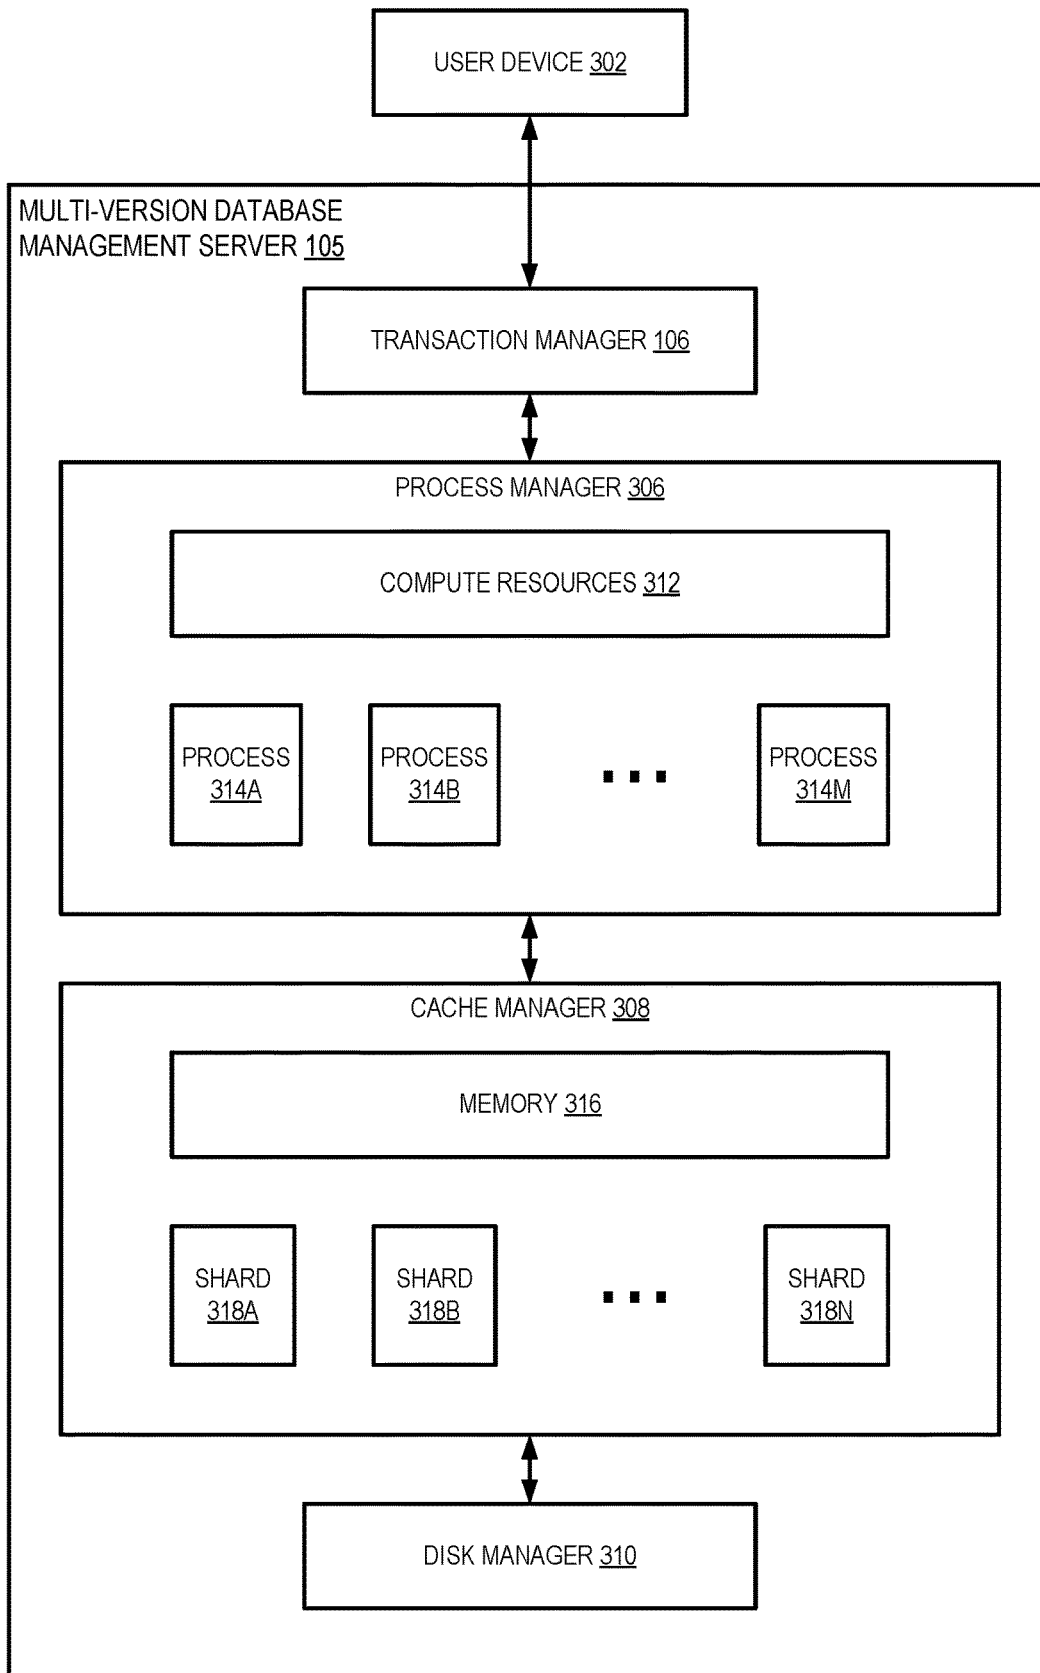 USER DEVICE 302
MULTI-VERSION DATABASE
MANAGEMENT SERVER 105
TRANSACTION MANAGER 106
PROCESS MANAGER 306
COMPUTE RESOURCES 312
PROCESS
314A
PROCESS
314B
PROCESS
314M
CACHE MANAGER 308
MEMORY 316
SHARD
318A
SHARD
318B
SHARD
318N
DISK MANAGER 310